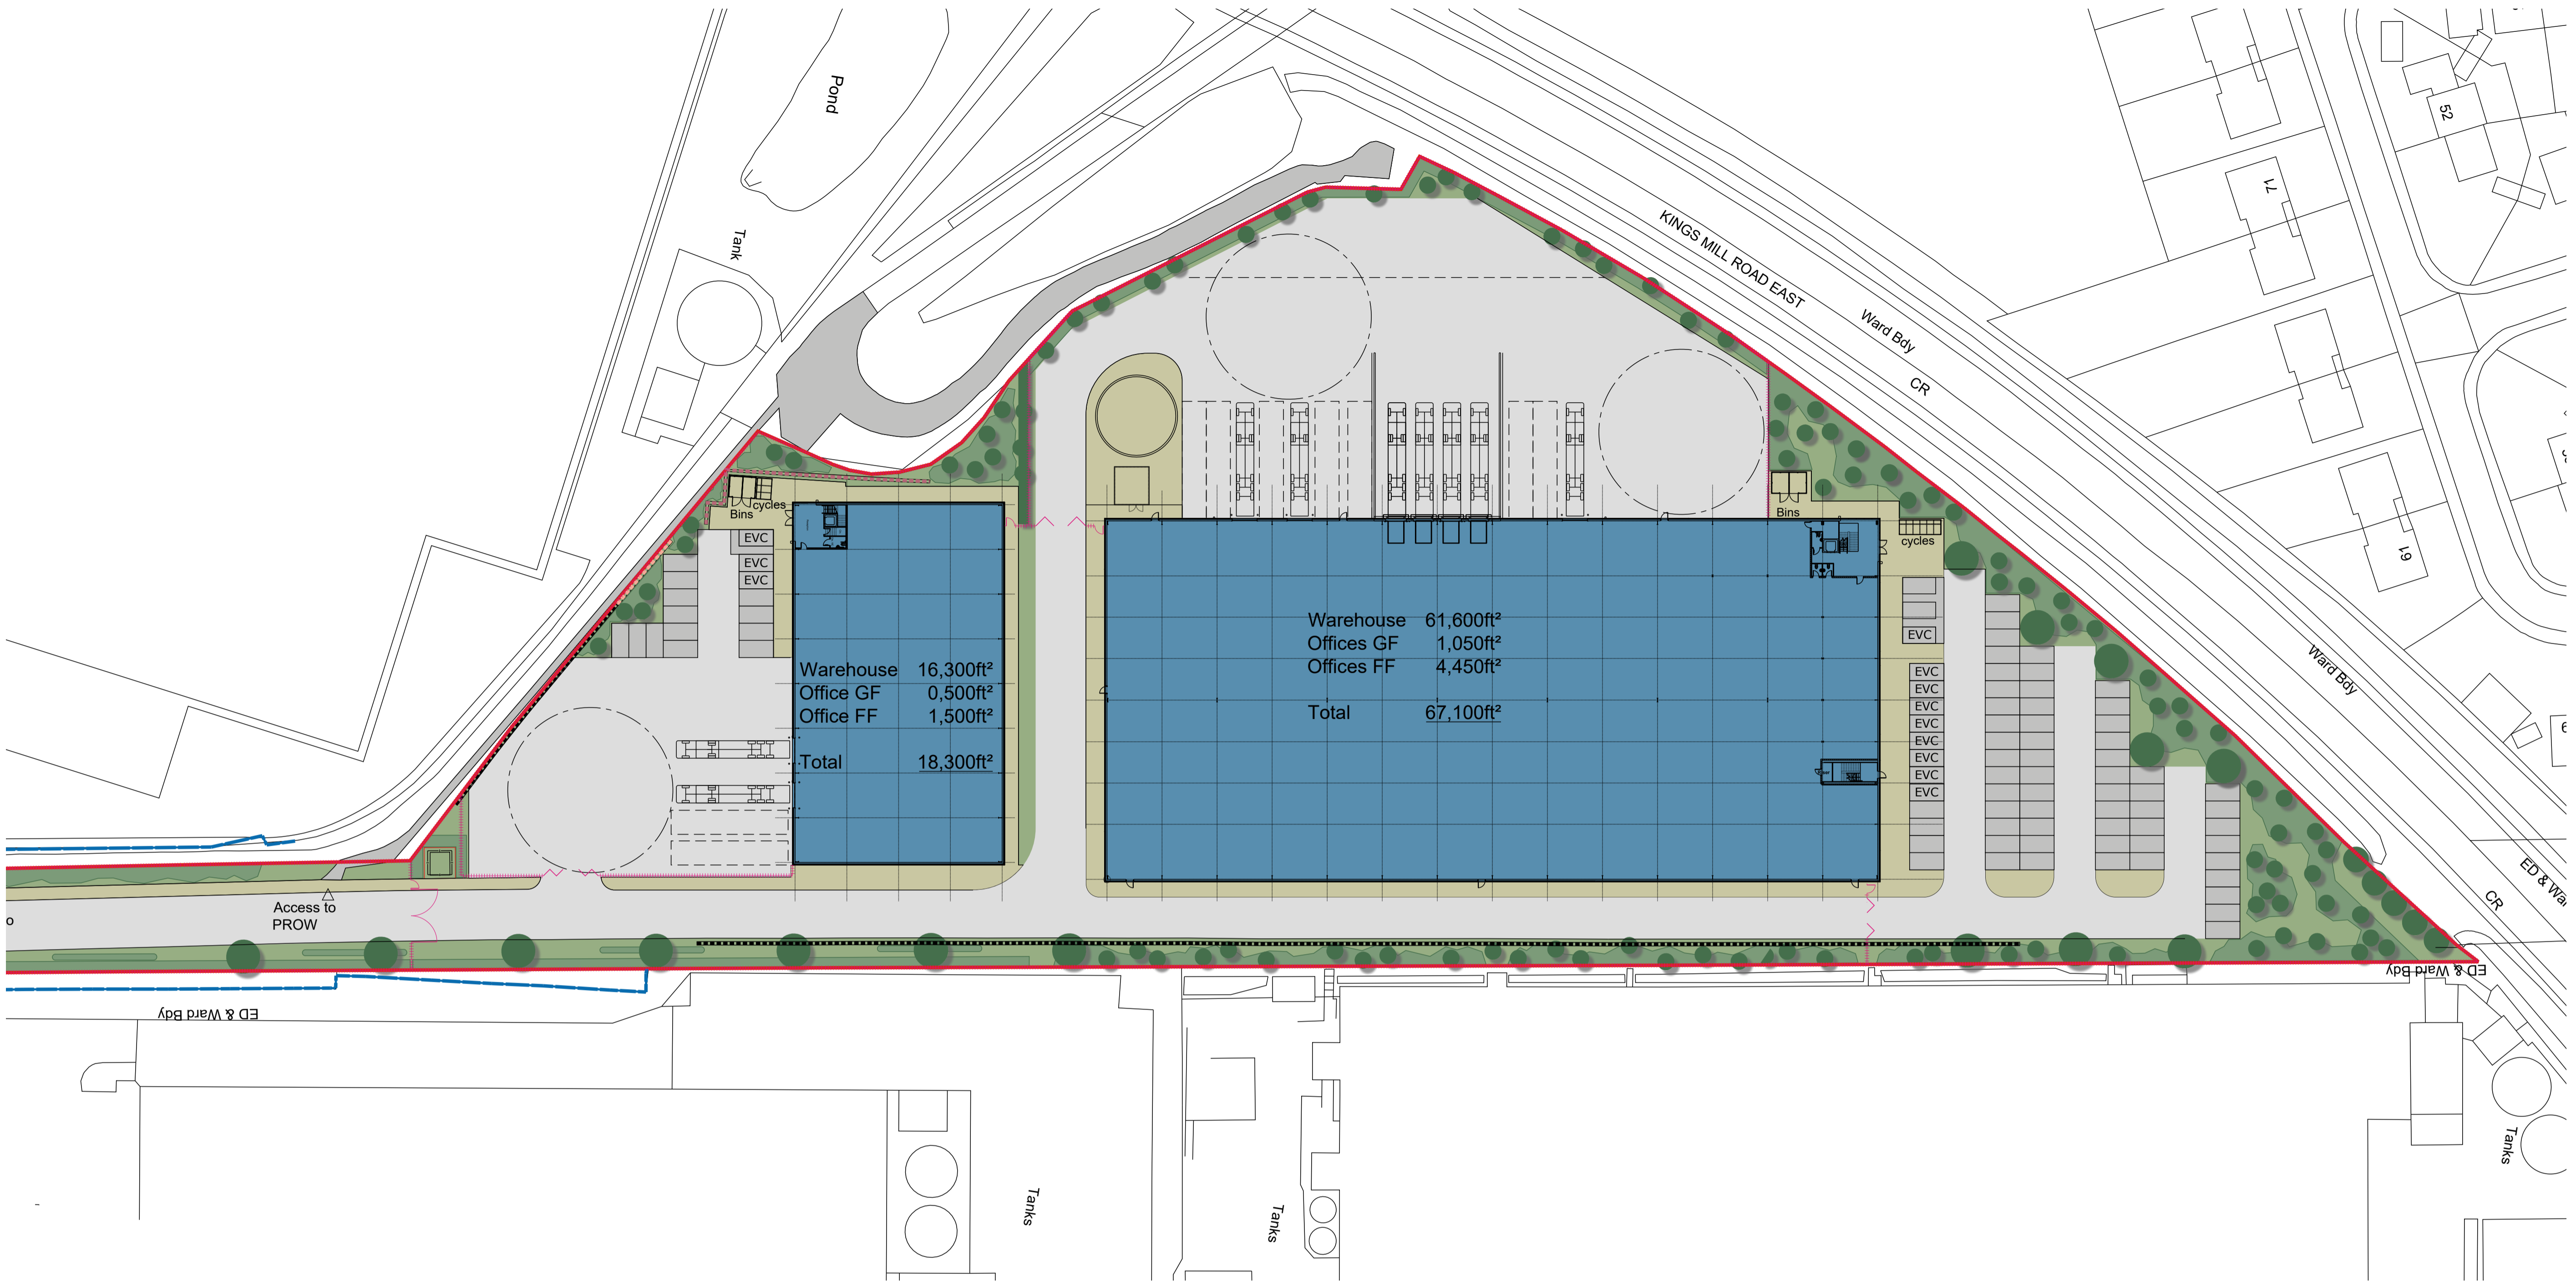 Pond
52
71
Tank
KINGS MILL ROAD EAST
Ward Bdy
CR
Bins
cycles
EVC
EVC
EVC
Bins
cycles
61
Warehouse 61,600ft²
Offices GF 1,050ft²
Offices FF 4,450ft²
Total 67,100ft²
EVC
Warehouse 16,300ft²
Office GF 0,500ft²
Office FF 1,500ft²
Total 18,300ft²
EVC
EVC
EVC
EVC
EVC
EVC
EVC
EVC
Ward Bdy
Access to
PROW
o
CR
ED & Wa
ED & Ward Bdy
ED & Ward Bdy
Tanks
Tanks
Tanks